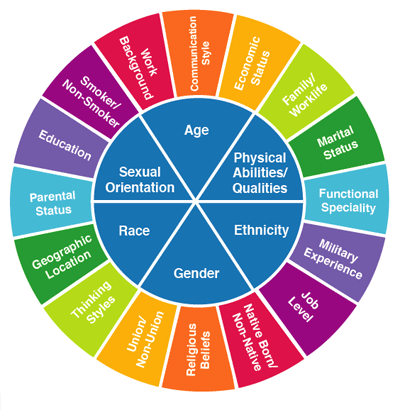 Communication
Style
Economic
Status
Family/
Worklife
Marital
Status
Functional
Speciality
Military
Experience
Job
Level
Native Born/
Non-Native
Religious
Beliefs
Union/
Non-Union
Thinking
Styles
Geographic
Location
Parental
Status
Education
Smoker/
Non-Smoker
Work
Background
Age
Physical
Abilities/
Qualities
Ethnicity
Gender
Race
Sexual
Orientation